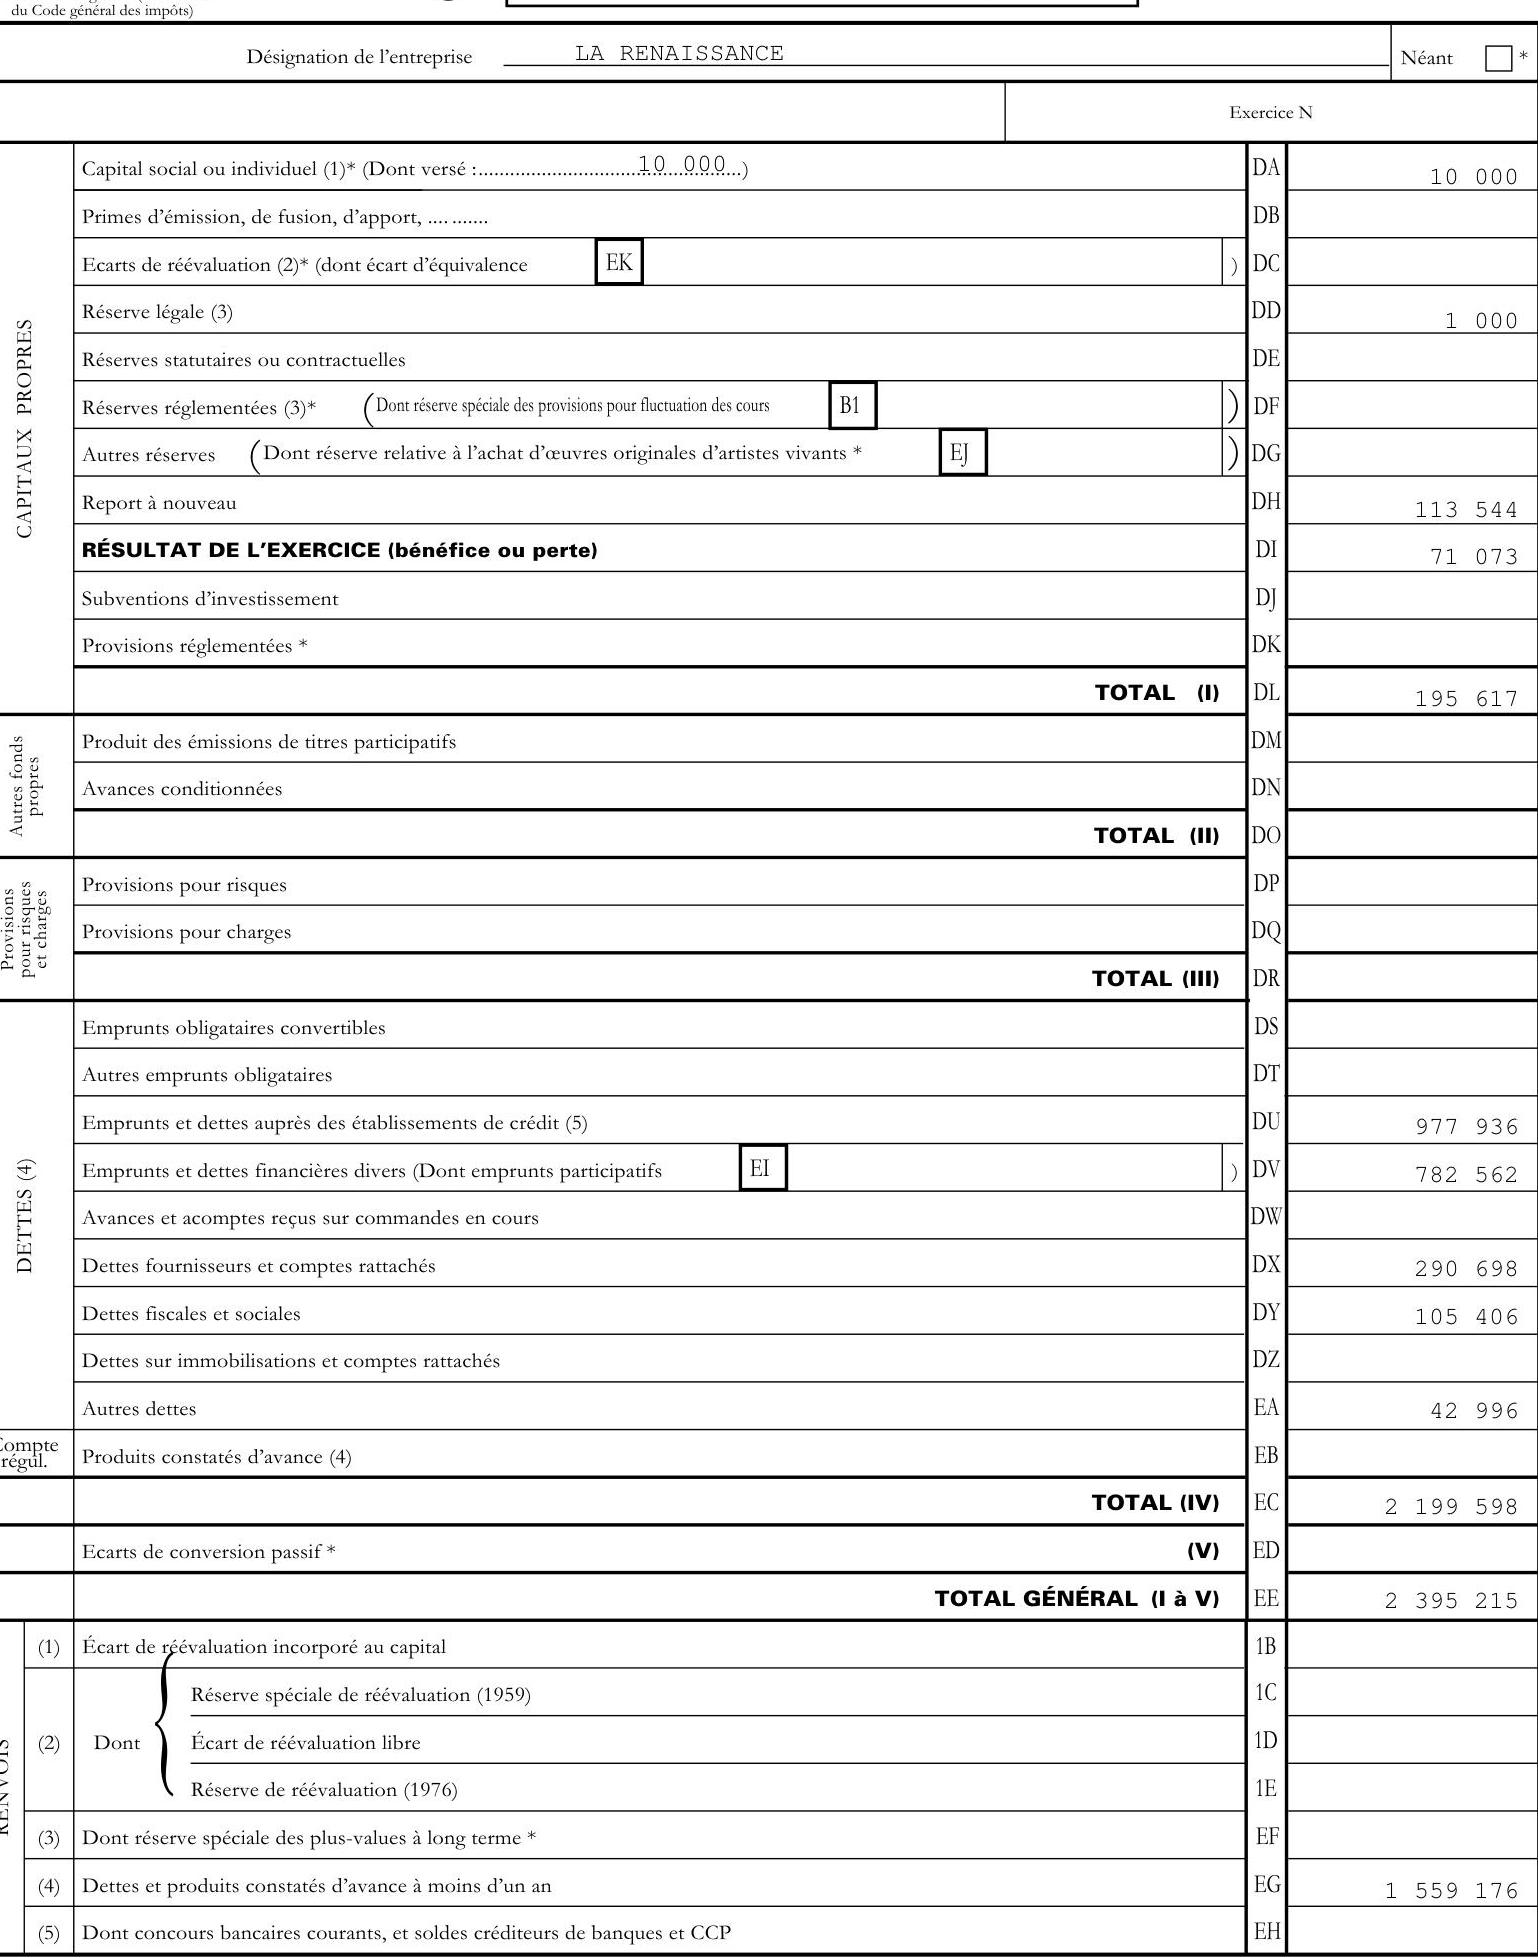 du Code général des impôts)
Désignation de l'entreprise LA RENAISSANCE Néant *
Exercice N
CAPITAUX PROPRES
Capital social ou individuel (1)* (Dont versé :..........10 000..........) DA 10 000
Primes d'émission, de fusion, d'apport, .... ....... DB
Ecarts de réévaluation (2)* (dont écart d'équivalence EK ) DC
Réserve légale (3) DD 1 000
Réserves statutaires ou contractuelles DE
Réserves réglementées (3)* (Dont réserve spéciale des provisions pour fluctuation des cours B1 ) DF
Autres réserves (Dont réserve relative à l'achat d'œuvres originales d'artistes vivants * EJ ) DG
Report à nouveau DH 113 544
RÉSULTAT DE L'EXERCICE (bénéfice ou perte) DI 71 073
Subventions d'investissement DJ
Provisions réglementées * DK
TOTAL (I) DL 195 617
Autres fonds
propres
Produit des émissions de titres participatifs DM
Avances conditionnées DN
TOTAL (II) DO
Provisions
pour risques
et charges
Provisions pour risques DP
Provisions pour charges DQ
TOTAL (III) DR
DETTES (4)
Emprunts obligataires convertibles DS
Autres emprunts obligataires DT
Emprunts et dettes auprès des établissements de crédit (5) DU 977 936
Emprunts et dettes financières divers (Dont emprunts participatifs EI ) DV 782 562
Avances et acomptes reçus sur commandes en cours DW
Dettes fournisseurs et comptes rattachés DX 290 698
Dettes fiscales et sociales DY 105 406
Dettes sur immobilisations et comptes rattachés DZ
Autres dettes EA 42 996
Compte
régul.
Produits constatés d'avance (4) EB
TOTAL (IV) EC 2 199 598
Ecarts de conversion passif * (V) ED
TOTAL GÉNÉRAL (I à V) EE 2 395 215
RENVOIS
(1) Écart de réévaluation incorporé au capital 1B
Réserve spéciale de réévaluation (1959) 1C
(2) Dont Écart de réévaluation libre 1D
Réserve de réévaluation (1976) 1E
(3) Dont réserve spéciale des plus-values à long terme * EF
(4) Dettes et produits constatés d'avance à moins d'un an EG 1 559 176
(5) Dont concours bancaires courants, et soldes créditeurs de banques et CCP EH